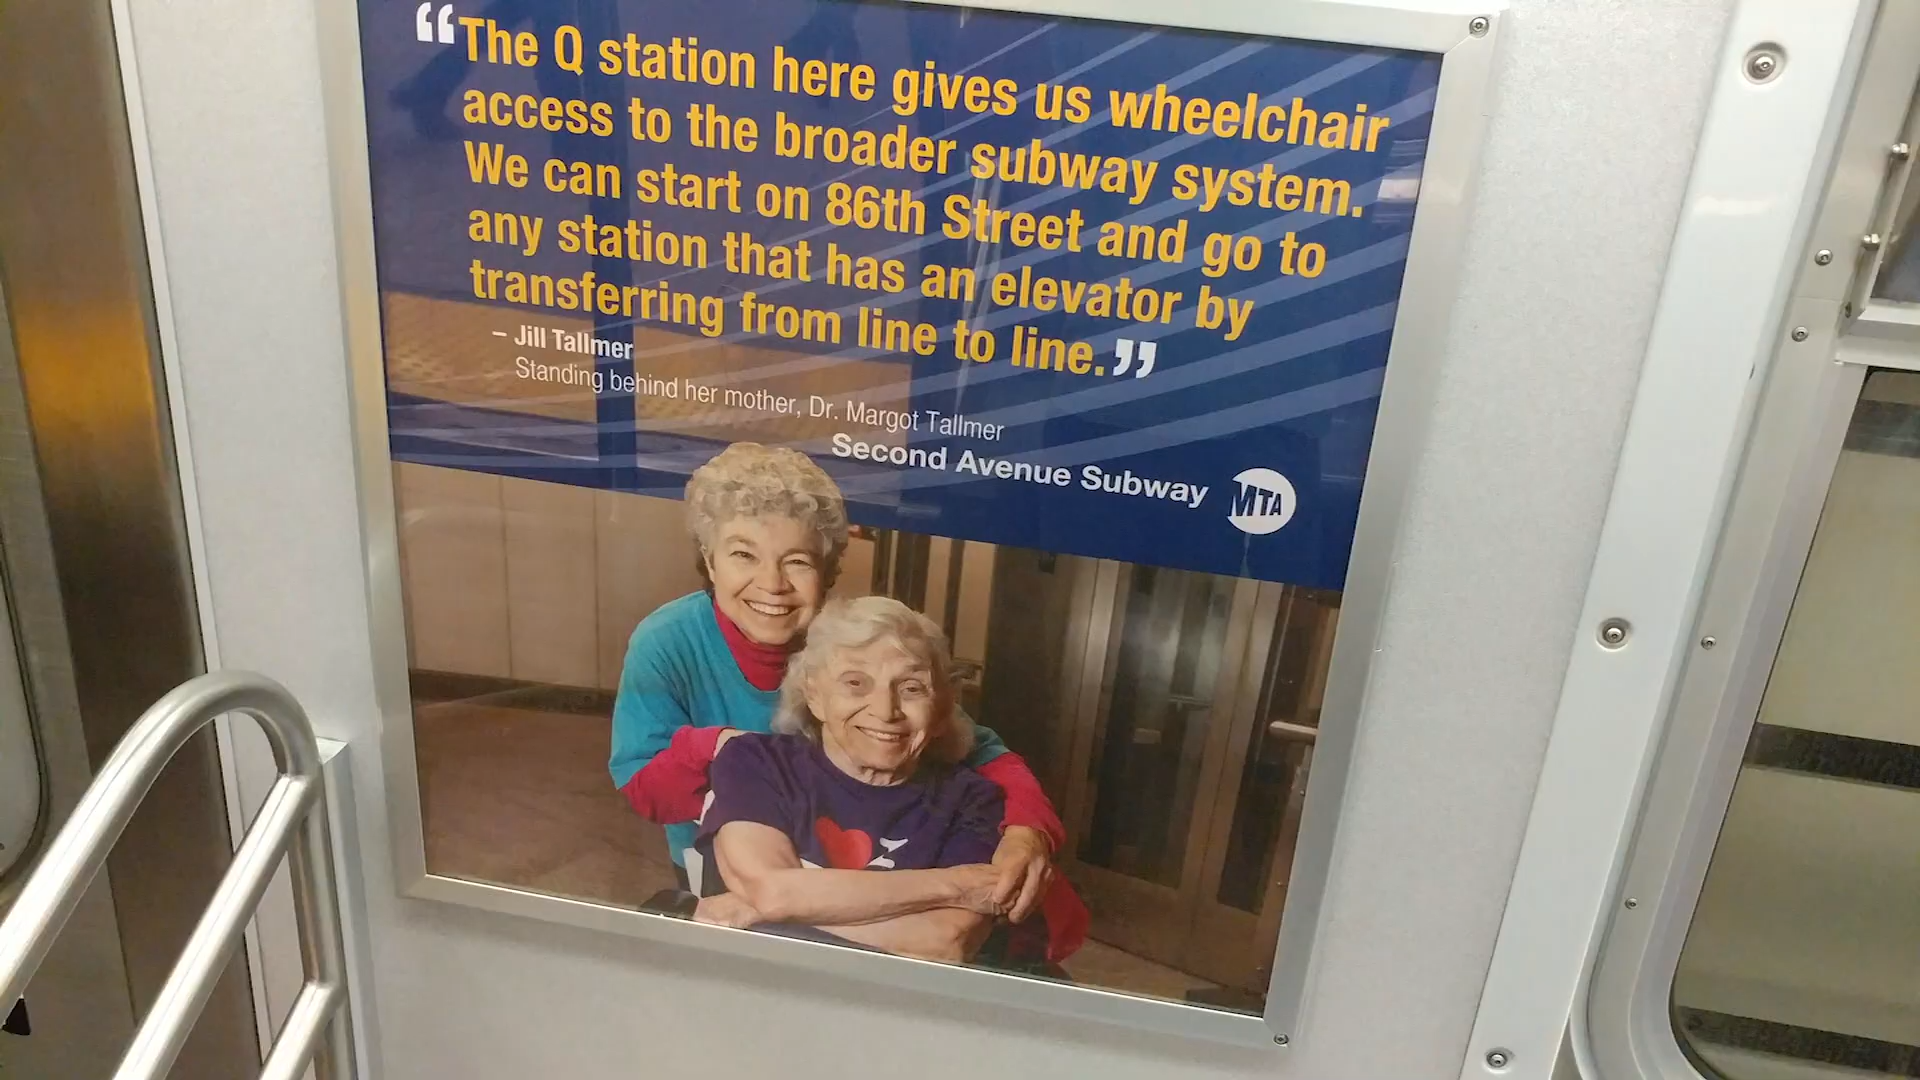 “The Q station here gives us wheelchair
access to the broader subway system.
We can start on 86th Street and go to
any station that has an elevator by
transferring from line to line.”
– Jill Tallmer
Standing behind her mother, Dr. Margot Tallmer
Second Avenue Subway MTA